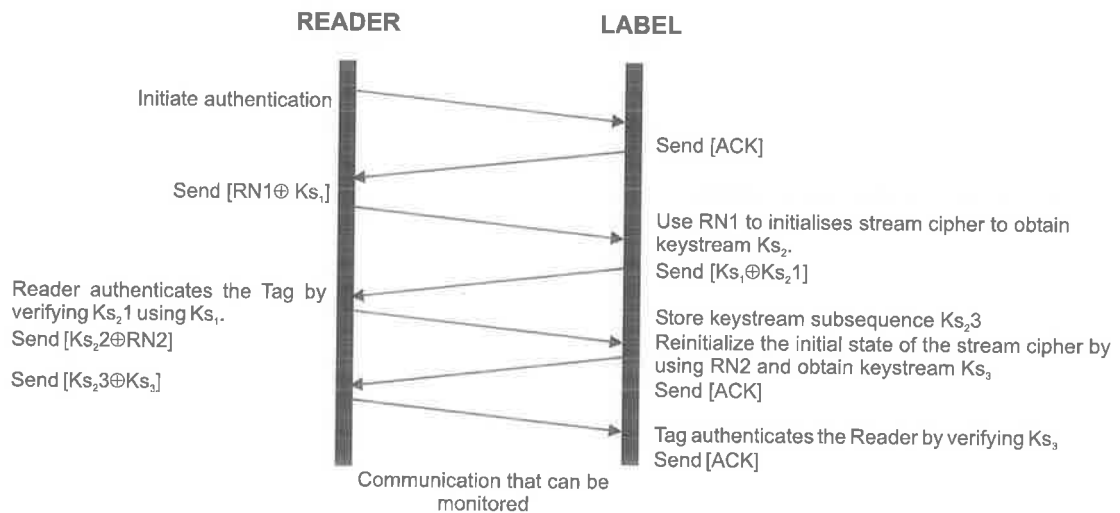 READER
LABEL
Initiate authentication
Send [ACK]
Send [RN1⊕ Ks₁]
Use RN1 to initialises stream cipher to obtain
keystream Ks₂.
Send [Ks₁⊕Ks₂1]
Reader authenticates the Tag by
verifying Ks₂1 using Ks₁.
Send [Ks₂2⊕RN2]
Store keystream subsequence Ks₂3
Reinitialize the initial state of the stream cipher by
using RN2 and obtain keystream Ks₃
Send [ACK]
Send [Ks₂3⊕Ks₃]
Tag authenticates the Reader by verifying Ks₃
Send [ACK]
Communication that can be
monitored